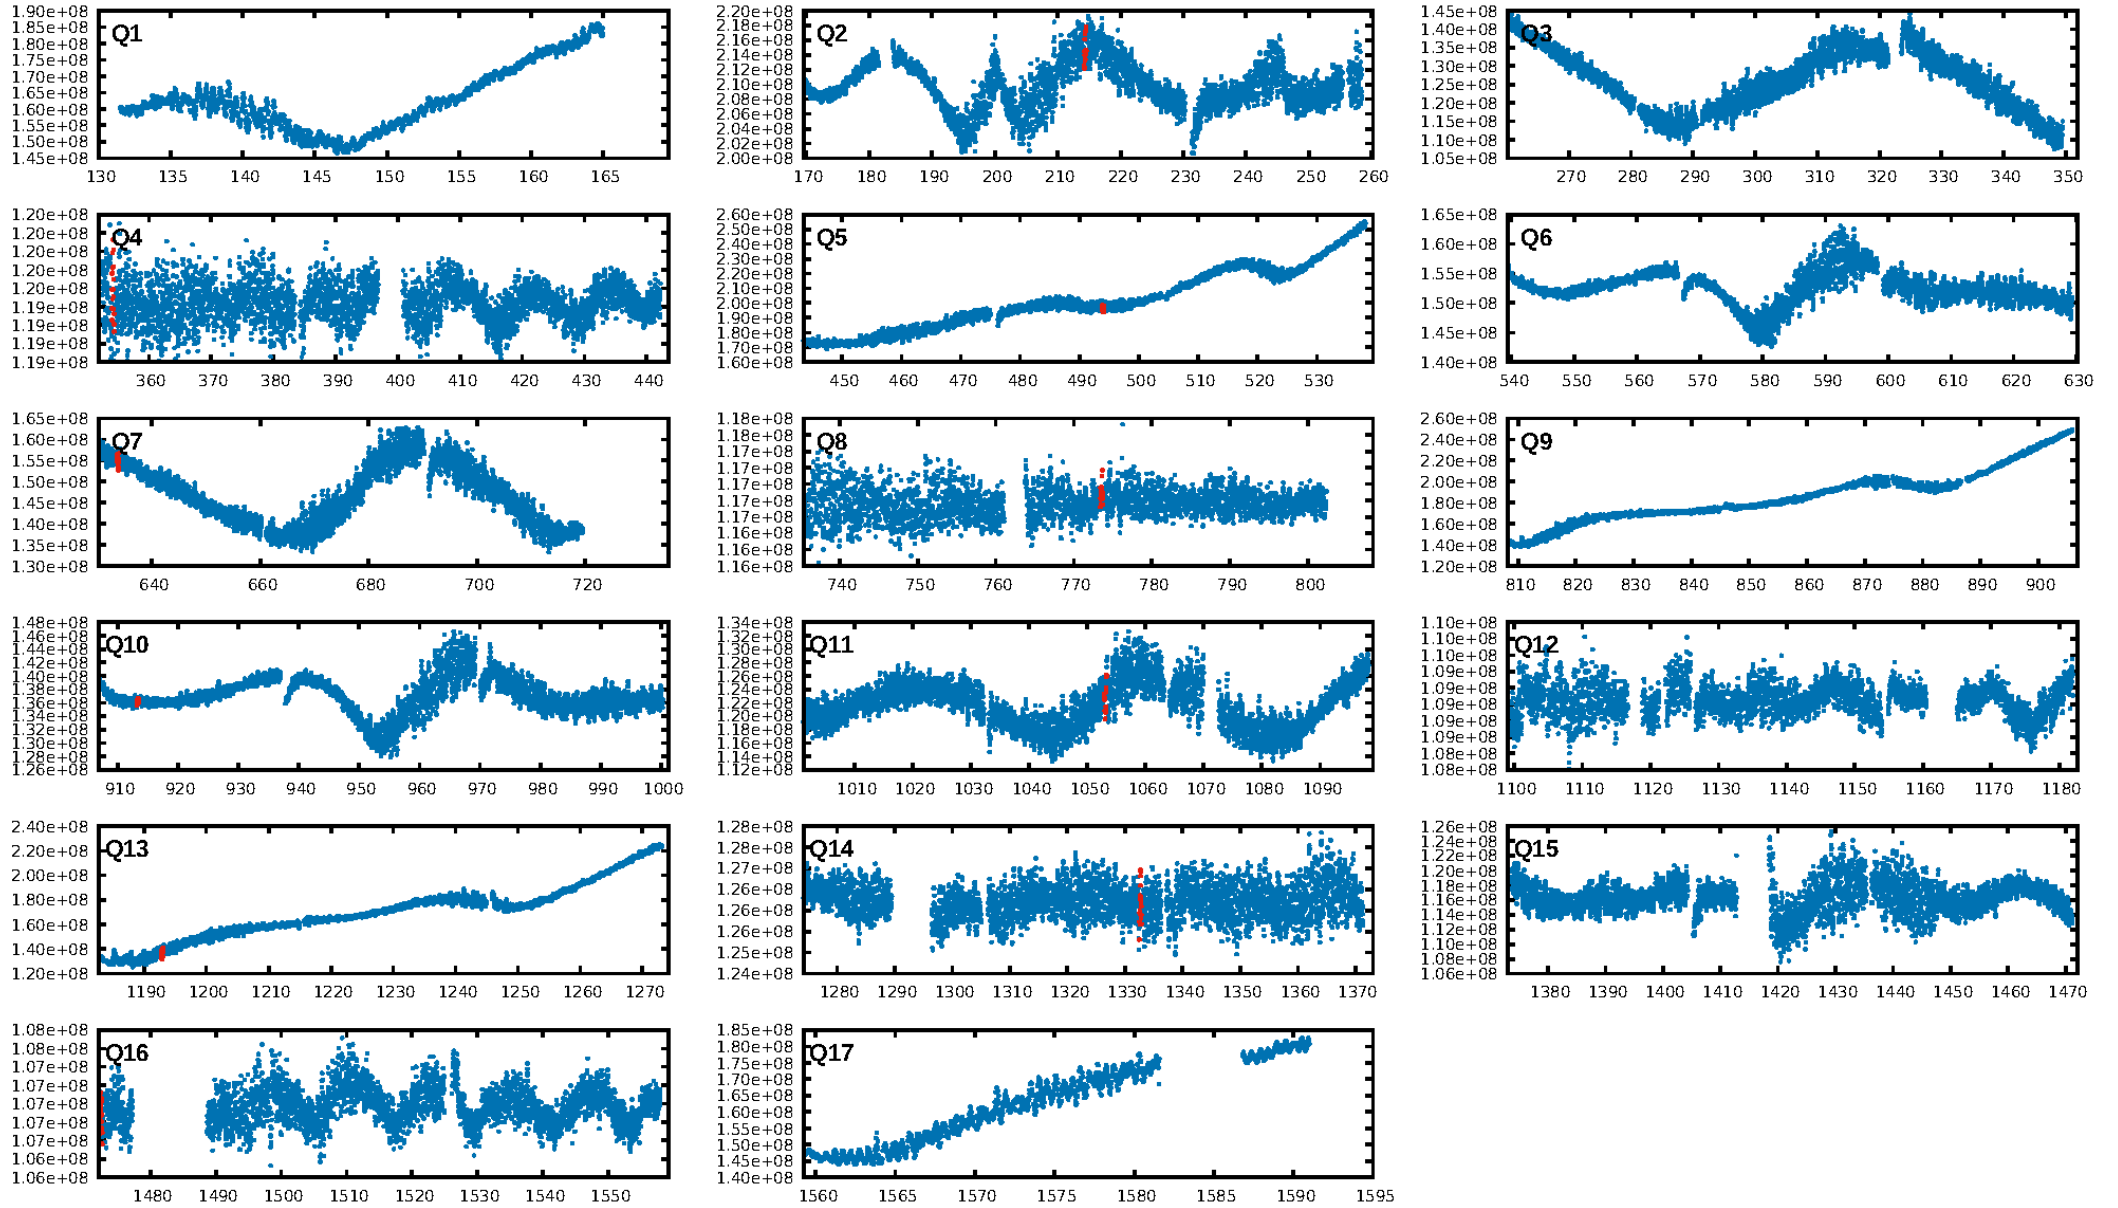 Q1
1.90e+08
1.85e+08
1.80e+08
1.75e+08
1.70e+08
1.65e+08
1.60e+08
1.55e+08
1.50e+08
1.45e+08
130 135 140 145 150 155 160 165
Q2
2.20e+08
2.18e+08
2.16e+08
2.14e+08
2.12e+08
2.10e+08
2.08e+08
2.06e+08
2.04e+08
2.02e+08
2.00e+08
170 180 190 200 210 220 230 240 250 260
Q3
1.45e+08
1.40e+08
1.35e+08
1.30e+08
1.25e+08
1.20e+08
1.15e+08
1.10e+08
1.05e+08
270 280 290 300 310 320 330 340 350
Q4
1.20e+08
1.20e+08
1.20e+08
1.20e+08
1.20e+08
1.19e+08
1.19e+08
1.19e+08
1.19e+08
360 370 380 390 400 410 420 430 440
Q5
2.60e+08
2.50e+08
2.40e+08
2.30e+08
2.20e+08
2.10e+08
2.00e+08
1.90e+08
1.80e+08
1.70e+08
1.60e+08
450 460 470 480 490 500 510 520 530
Q6
1.65e+08
1.60e+08
1.55e+08
1.50e+08
1.45e+08
1.40e+08
540 550 560 570 580 590 600 610 620 630
Q7
1.65e+08
1.60e+08
1.55e+08
1.50e+08
1.45e+08
1.40e+08
1.35e+08
1.30e+08
640 660 680 700 720
Q8
1.18e+08
1.18e+08
1.18e+08
1.17e+08
1.17e+08
1.17e+08
1.17e+08
1.16e+08
1.16e+08
1.16e+08
740 750 760 770 780 790 800
Q9
2.60e+08
2.40e+08
2.20e+08
2.00e+08
1.80e+08
1.60e+08
1.40e+08
1.20e+08
810 820 830 840 850 860 870 880 890 900
Q10
1.48e+08
1.46e+08
1.44e+08
1.42e+08
1.40e+08
1.38e+08
1.36e+08
1.34e+08
1.32e+08
1.30e+08
1.28e+08
1.26e+08
910 920 930 940 950 960 970 980 990 1000
Q11
1.34e+08
1.32e+08
1.30e+08
1.28e+08
1.26e+08
1.24e+08
1.22e+08
1.20e+08
1.18e+08
1.16e+08
1.14e+08
1.12e+08
1010 1020 1030 1040 1050 1060 1070 1080 1090
Q12
1.10e+08
1.10e+08
1.09e+08
1.09e+08
1.09e+08
1.09e+08
1.09e+08
1.09e+08
1.08e+08
1.08e+08
1100 1110 1120 1130 1140 1150 1160 1170 1180
Q13
2.40e+08
2.20e+08
2.00e+08
1.80e+08
1.60e+08
1.40e+08
1.20e+08
1190 1200 1210 1220 1230 1240 1250 1260 1270
Q14
1.28e+08
1.28e+08
1.27e+08
1.26e+08
1.26e+08
1.26e+08
1.25e+08
1.24e+08
1280 1290 1300 1310 1320 1330 1340 1350 1360 1370
Q15
1.26e+08
1.24e+08
1.22e+08
1.20e+08
1.18e+08
1.16e+08
1.14e+08
1.12e+08
1.10e+08
1.08e+08
1.06e+08
1380 1390 1400 1410 1420 1430 1440 1450 1460 1470
Q16
1.08e+08
1.08e+08
1.07e+08
1.07e+08
1.07e+08
1.07e+08
1.07e+08
1.06e+08
1.06e+08
1480 1490 1500 1510 1520 1530 1540 1550
Q17
1.85e+08
1.80e+08
1.75e+08
1.70e+08
1.65e+08
1.60e+08
1.55e+08
1.50e+08
1.45e+08
1.40e+08
1560 1565 1570 1575 1580 1585 1590 1595